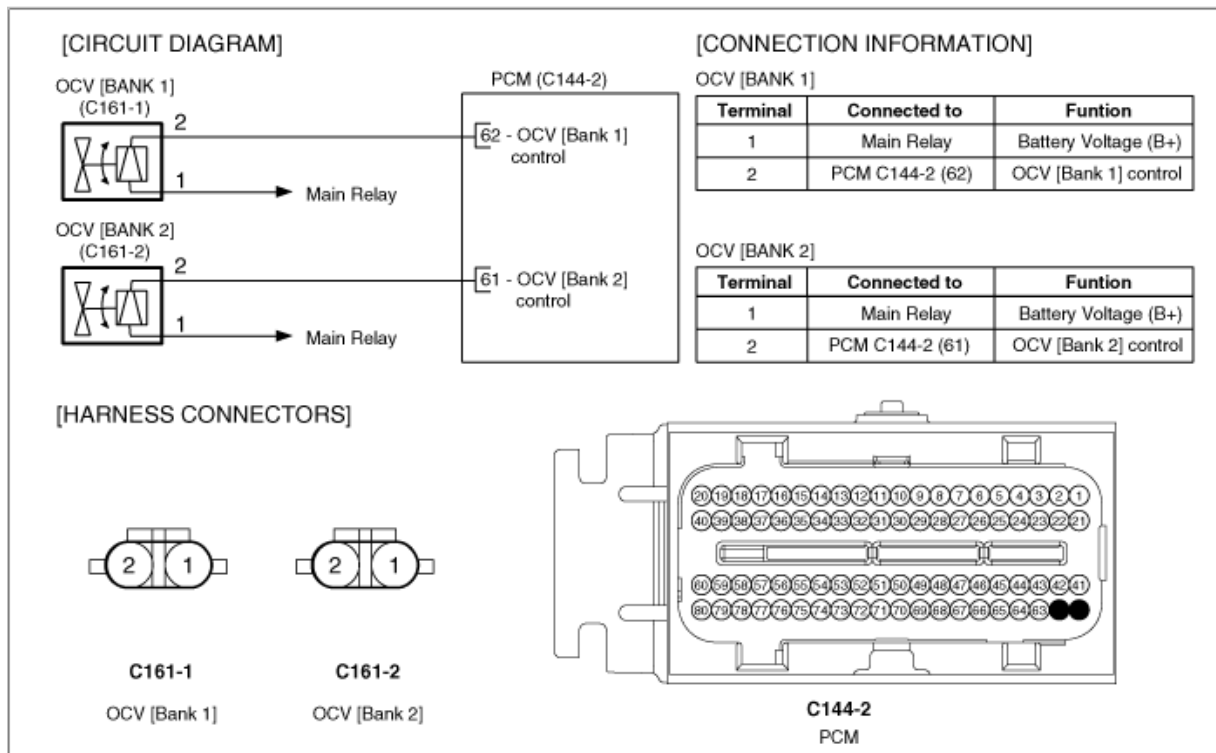 [CIRCUIT DIAGRAM]
OCV [BANK 1]
(C161-1)
2
1
Main Relay
OCV [BANK 2]
(C161-2)
2
1
Main Relay
PCM (C144-2)
62 - OCV [Bank 1]
control
61 - OCV [Bank 2]
control
[CONNECTION INFORMATION]
OCV [BANK 1]
Terminal Connected to Funtion
1 Main Relay Battery Voltage (B+)
2 PCM C144-2 (62) OCV [Bank 1] control
OCV [BANK 2]
Terminal Connected to Funtion
1 Main Relay Battery Voltage (B+)
2 PCM C144-2 (61) OCV [Bank 2] control
[HARNESS CONNECTORS]
2 1
C161-1
OCV [Bank 1]
2 1
C161-2
OCV [Bank 2]
20 19 18 17 16 15 14 13 12 11 10 9 8 7 6 5 4 3 2 1
40 39 38 37 36 35 34 33 32 31 30 29 28 27 26 25 24 23 22 21
60 59 58 57 56 55 54 53 52 51 50 49 48 47 46 45 44 43 42 41
80 79 78 77 76 75 74 73 72 71 70 69 68 67 66 65 64 63
C144-2
PCM